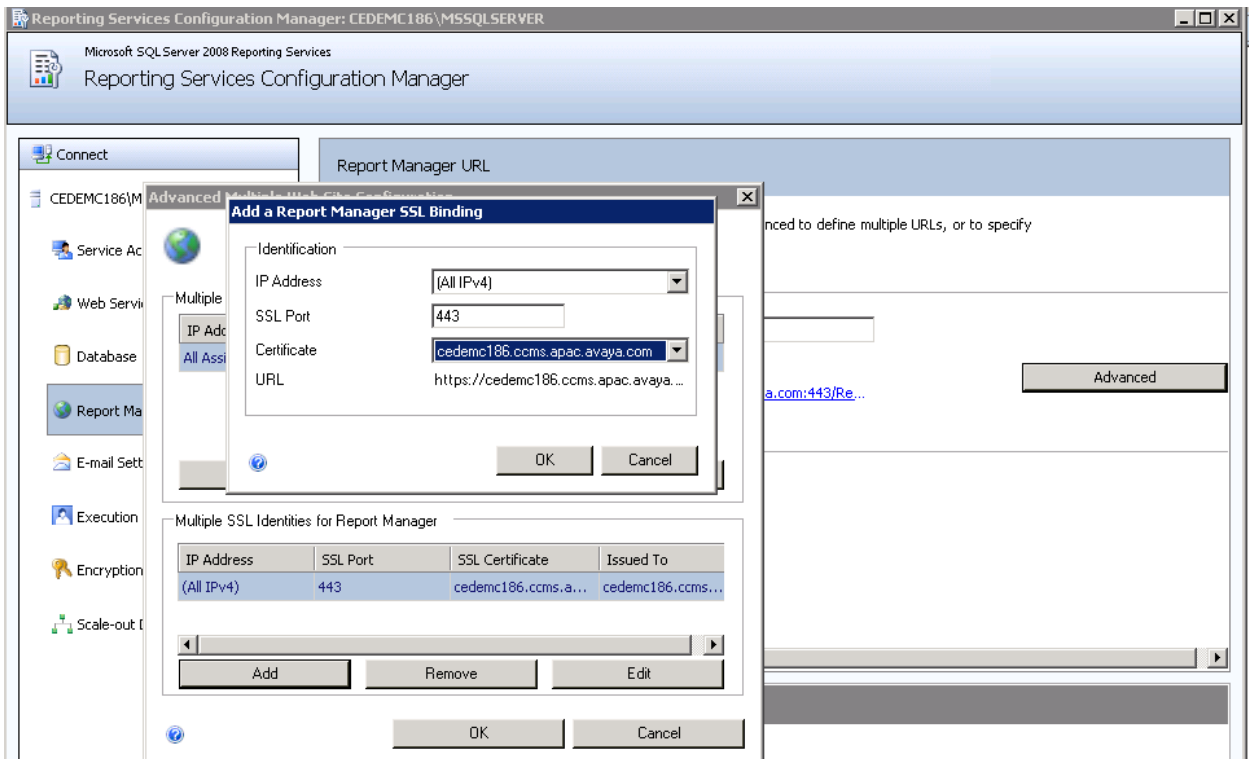 Reporting Services Configuration Manager: CEDEMC186\MSSQLSERVER
Microsoft SQL Server 2008 Reporting Services
Reporting Services Configuration Manager
Connect
Report Manager URL
CEDEMC186\M
Advanced Multiple Web Site Configuration
Add a Report Manager SSL Binding
nced to define multiple URLs, or to specify
Service Ac
Identification
IP Address (All IPv4)
Web Servi
Multiple
SSL Port 443
IP Add
Certificate cedemc186.ccms.apac.avaya.com
Database
All Assi
URL https://cedemc186.ccms.apac.avaya....
Advanced
a.com:443/Re...
Report Ma
E-mail Sett
OK Cancel
Execution
Multiple SSL Identities for Report Manager
IP Address SSL Port SSL Certificate Issued To
Encryption
(All IPv4) 443 cedemc186.ccms.a... cedemc186.ccms...
Scale-out D
Add Remove Edit
OK Cancel